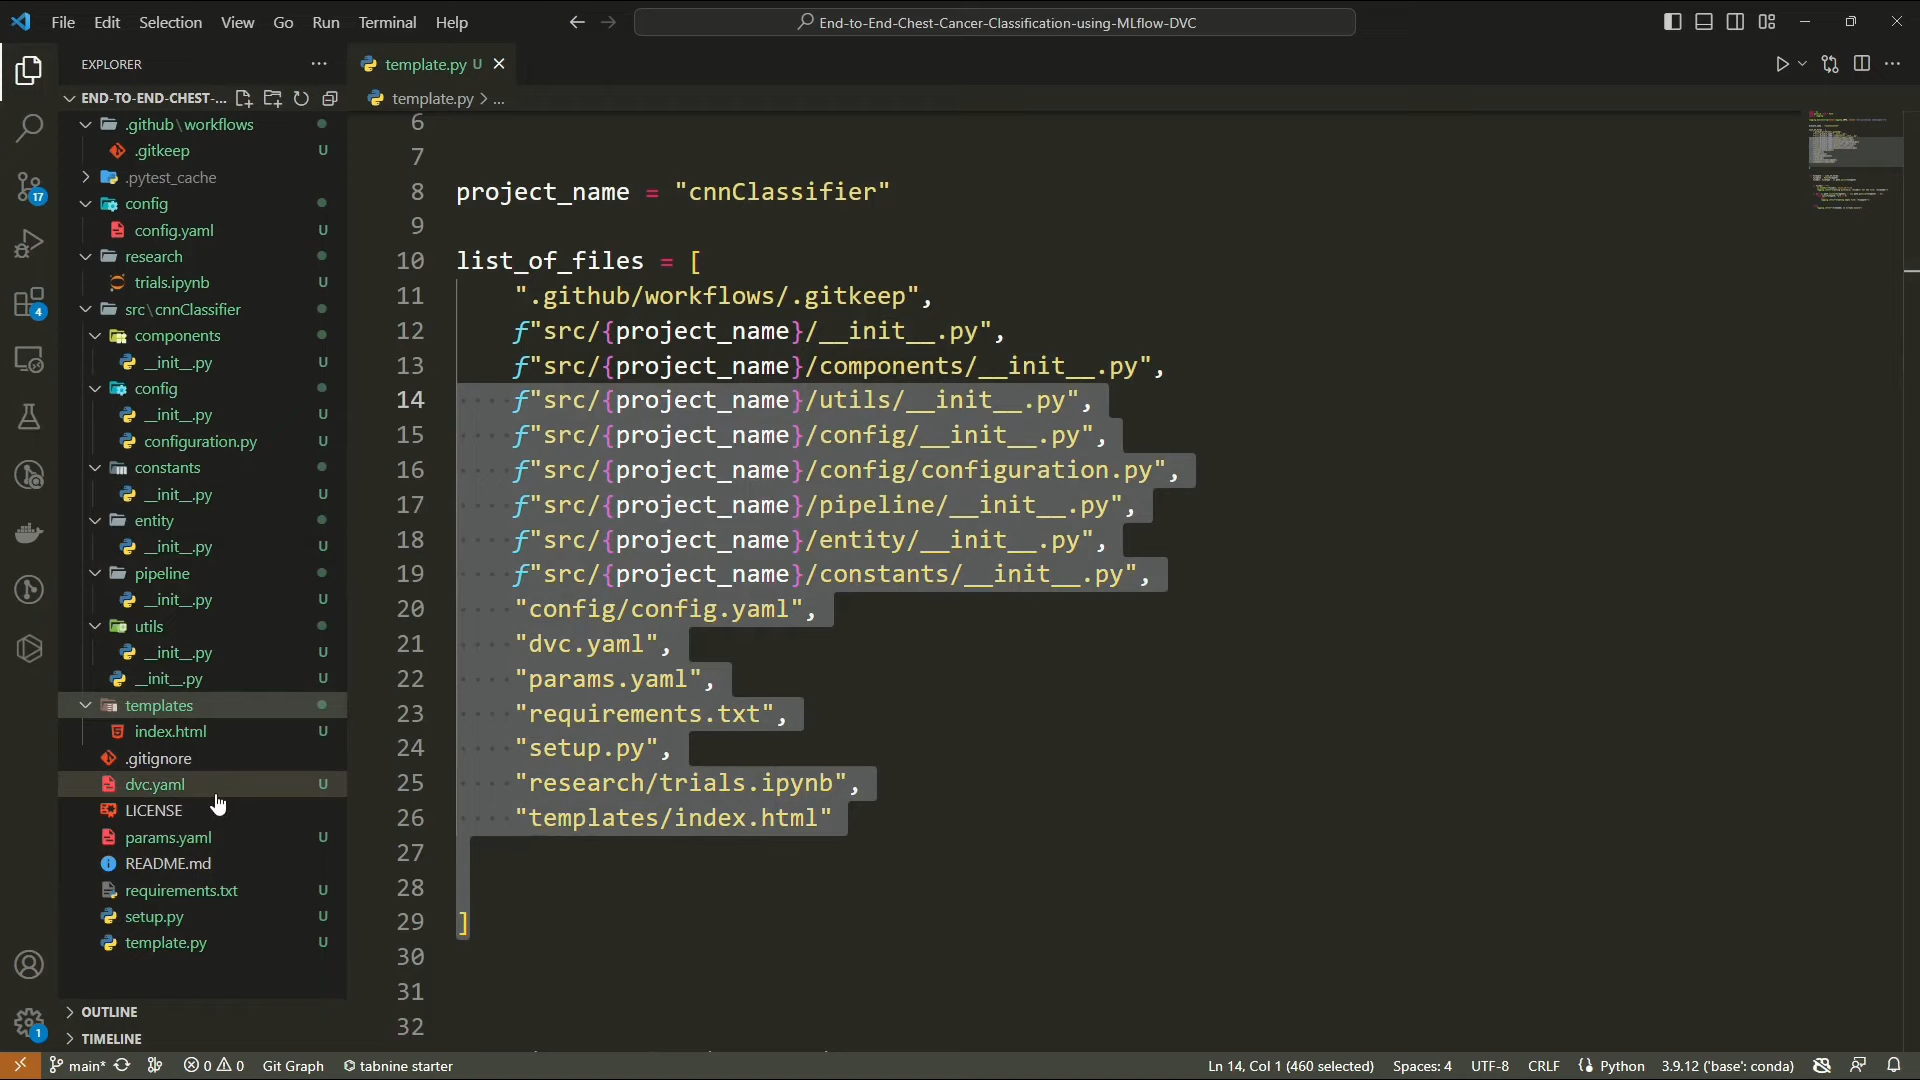 File Edit Selection View Go Run Terminal Help
End-to-End-Chest-Cancer-Classification-using-MLflow-DVC
EXPLORER
template.py U
END-TO-END-CHEST-...
template.py > ...
.github\workflows
.gitkeep U
.pytest_cache
config
config.yaml U
research
trials.ipynb U
src\cnnClassifier
components
__init__.py U
config
__init__.py U
configuration.py U
constants
__init__.py U
entity
__init__.py U
pipeline
__init__.py U
utils
__init__.py U
__init__.py U
templates
index.html U
.gitignore
dvc.yaml U
LICENSE
params.yaml U
README.md
requirements.txt U
setup.py U
template.py U
OUTLINE
TIMELINE
17
4
1
6
7
8 project_name = "cnnClassifier"
9
10 list_of_files = [
11 ".github/workflows/.gitkeep",
12 f"src/{project_name}/__init__.py",
13 f"src/{project_name}/components/__init__.py",
14 f"src/{project_name}/utils/__init__.py",
15 f"src/{project_name}/config/__init__.py",
16 f"src/{project_name}/config/configuration.py",
17 f"src/{project_name}/pipeline/__init__.py",
18 f"src/{project_name}/entity/__init__.py",
19 f"src/{project_name}/constants/__init__.py",
20 "config/config.yaml",
21 "dvc.yaml",
22 "params.yaml",
23 "requirements.txt",
24 "setup.py",
25 "research/trials.ipynb",
26 "templates/index.html"
27
28
29 ]
30
31
32
main* 0 0 Git Graph tabnine starter Ln 14, Col 1 (460 selected) Spaces: 4 UTF-8 CRLF Python 3.9.12 ('base': conda)